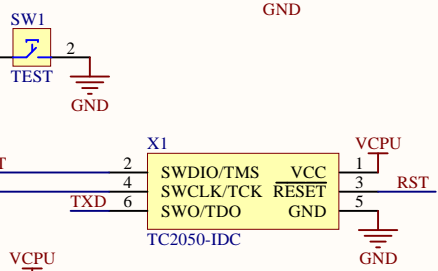 GND
SW1
2
TEST
GND
X1
VCPU
2 SWDIO/TMS VCC 1
4 SWCLK/TCK RESET 3 RST
TXD 6 SWO/TDO GND 5
TC2050-IDC
VCPU
GND